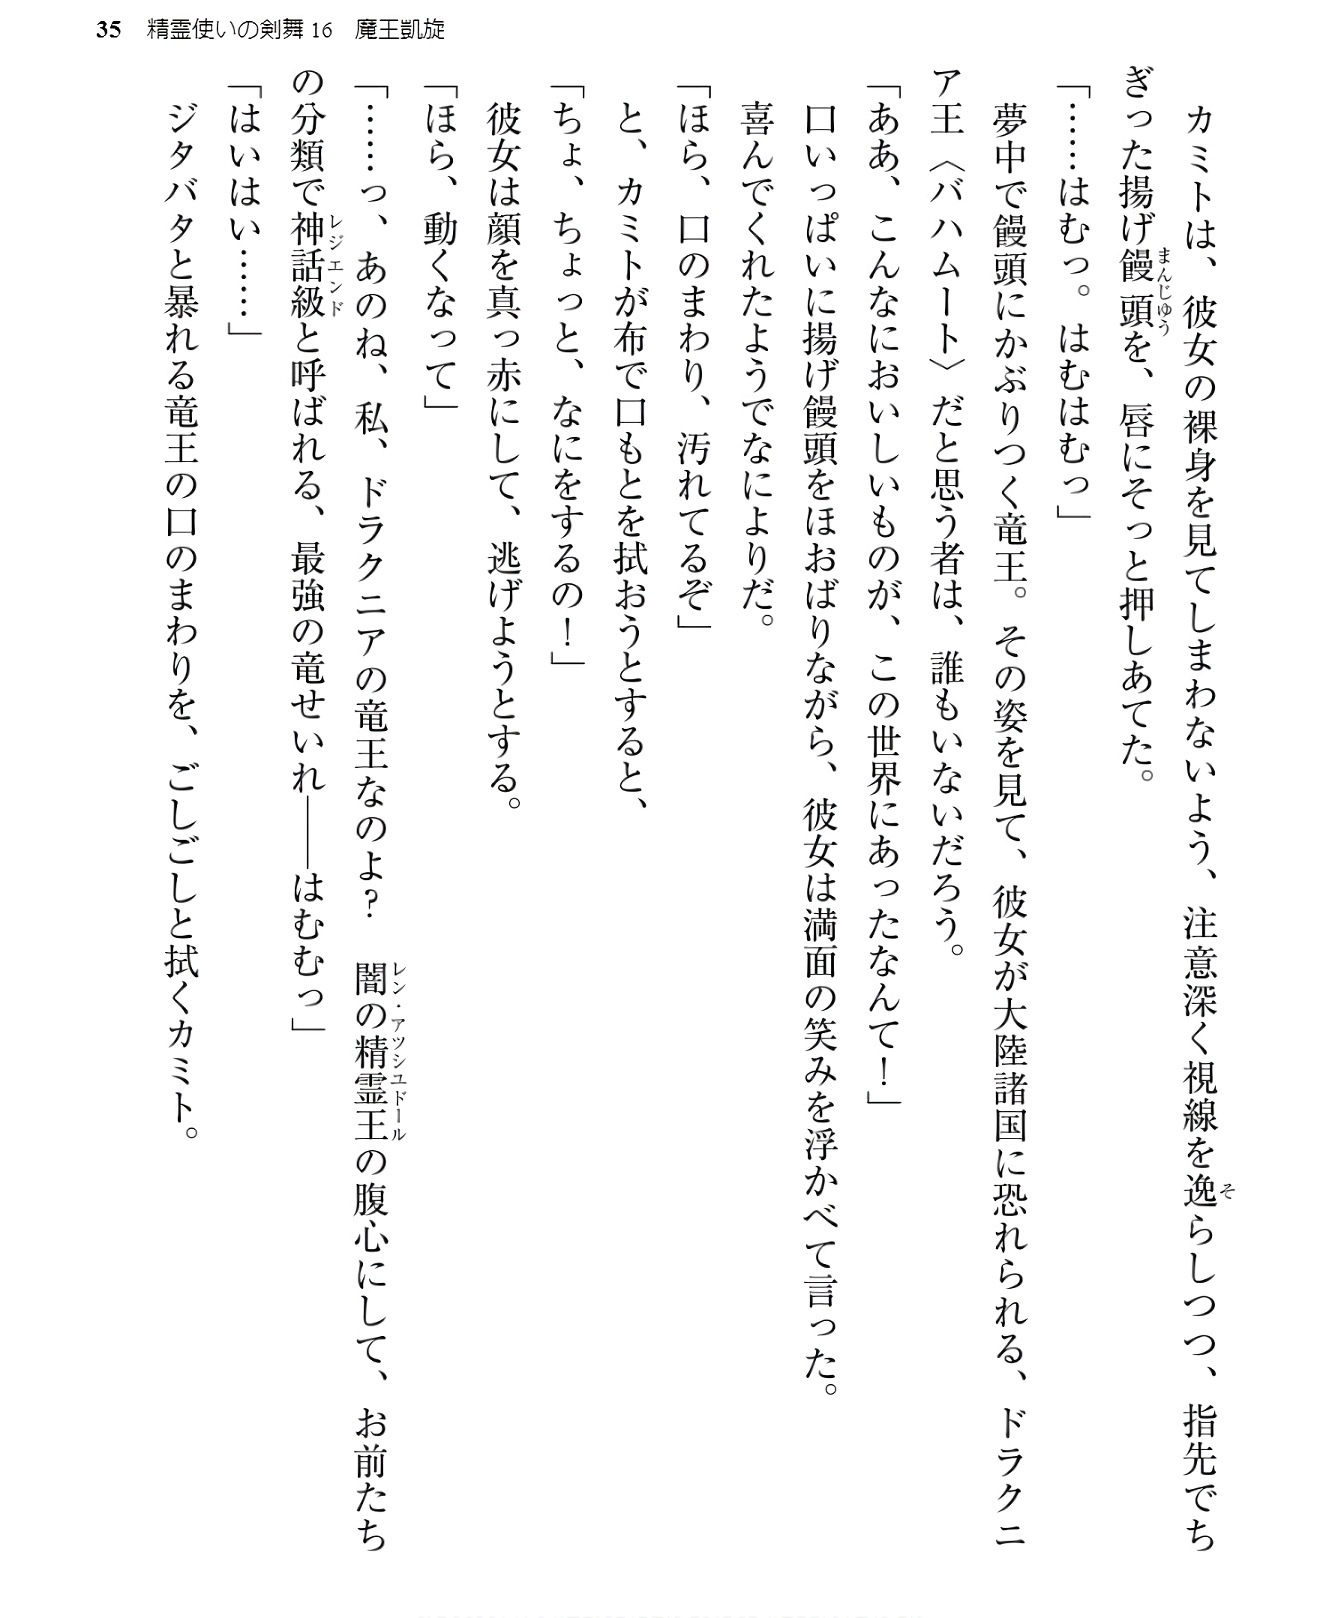 35 精霊使いの剣舞16 魔王凱旋
　カミトは、彼女の裸身を見てしまわないよう、注意深く視線を逸らしつつ、指先でち
ぎった揚げ饅頭を、唇にそっと押しあてた。
「……はむっ。はむはむっ」
　夢中で饅頭にかぶりつく竜王。その姿を見て、彼女が大陸諸国に恐れられる、ドラクニ
ア王〈バハムート〉だと思う者は、誰もいないだろう。
「ああ、こんなにおいしいものが、この世界にあったなんて！」
　口いっぱいに揚げ饅頭をほおばりながら、彼女は満面の笑みを浮かべて言った。
　喜んでくれたようでなによりだ。
「ほら、口のまわり、汚れてるぞ」
　と、カミトが布で口もとを拭おうとすると、
「ちょ、ちょっと、なにをするの！」
　彼女は顔を真っ赤にして、逃げようとする。
「ほら、動くなって」
「……っ、あのね、私、ドラクニアの竜王なのよ？　闇の精霊王の腹心にして、お前たち
の分類で神話級と呼ばれる、最強の竜せいれ――はむむっ」
「はいはい……」
　ジタバタと暴れる竜王の口のまわりを、ごしごしと拭くカミト。
そ
まんじゅう
レン・アッシュドール
レジェンド